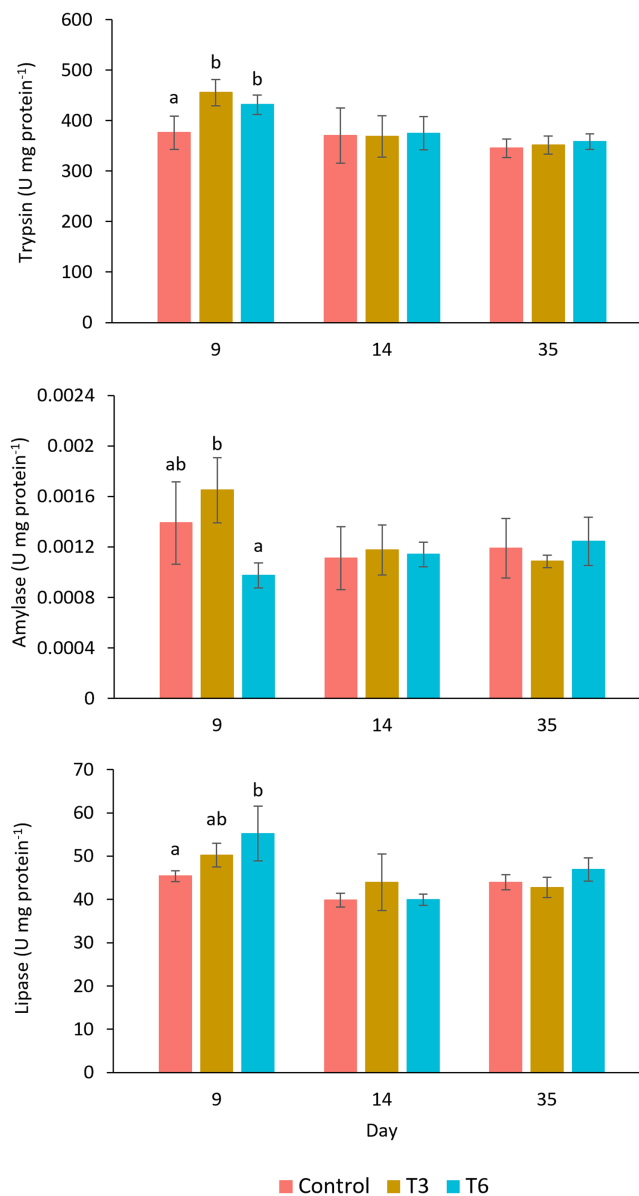 600
500
400
300
200
100
0
Trypsin (U mg protein⁻¹)
a b b
9 14 35
0.0024
0.002
0.0016
0.0012
0.0008
0.0004
0
Amylase (U mg protein⁻¹)
ab b a
9 14 35
70
60
50
40
30
20
10
0
Lipase (U mg protein⁻¹)
a ab b
9 14 35
Day
Control T3 T6